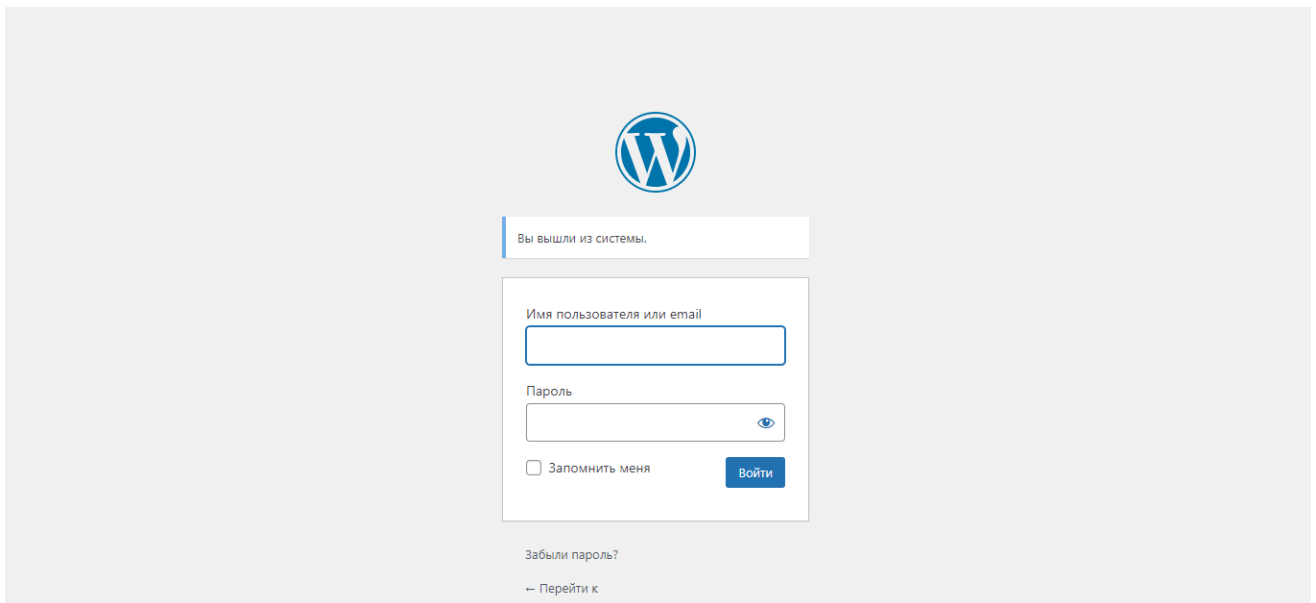 Вы вышли из системы.
Имя пользователя или email
Пароль
Запомнить меня
Войти
Забыли пароль?
← Перейти к